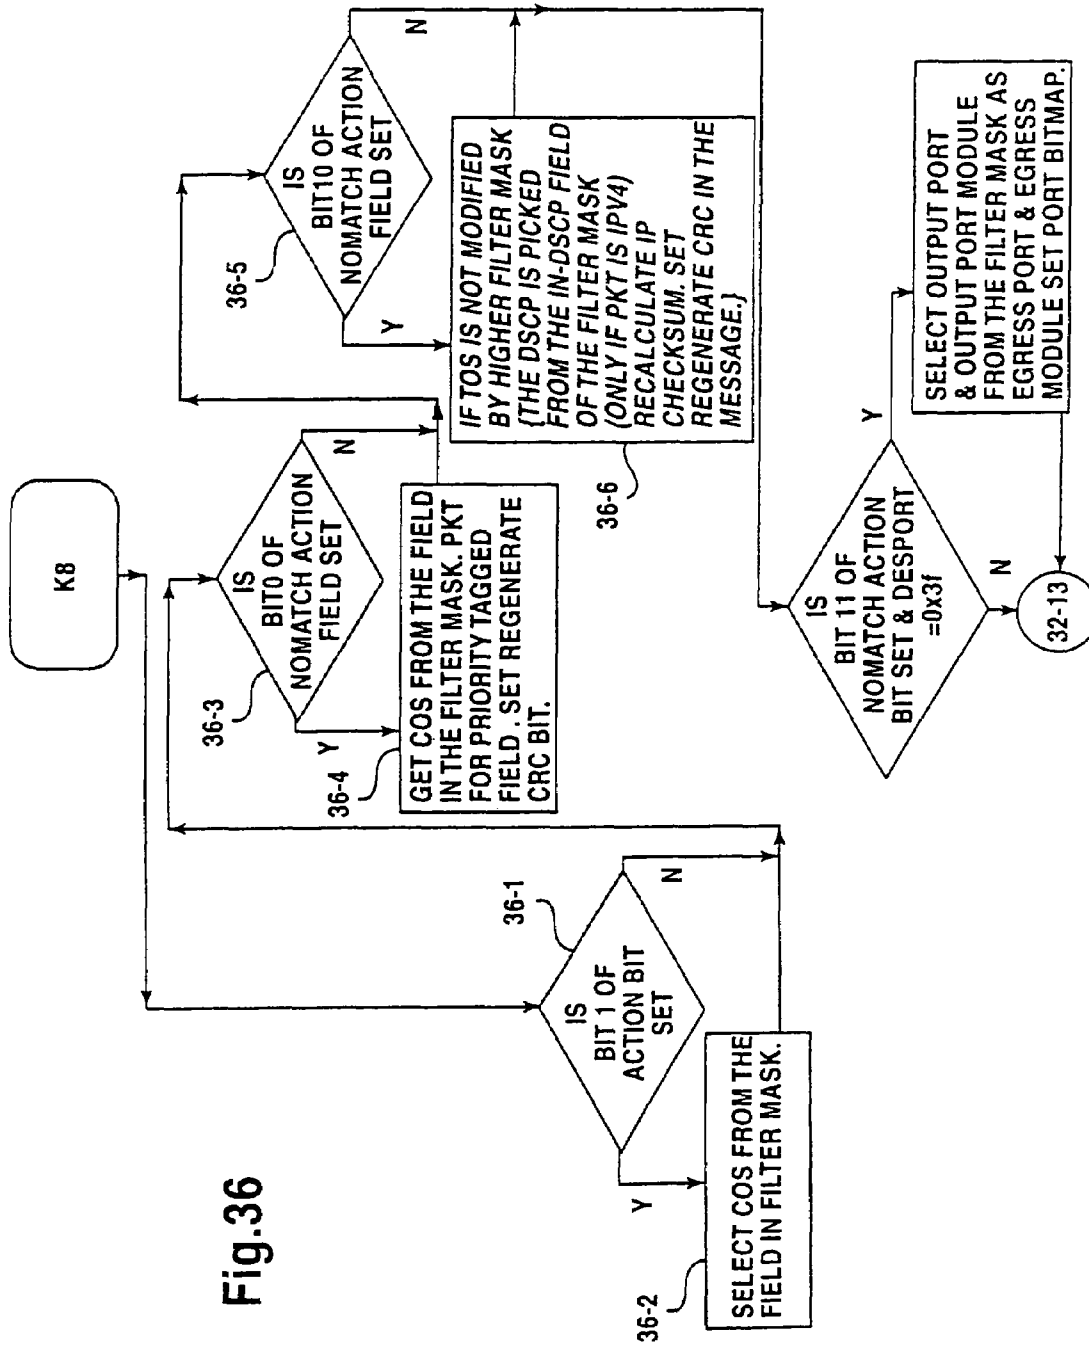 Fig.36
K8
36-1
IS
BIT 1 OF
ACTION BIT
SET
Y
N
36-2
SELECT COS FROM THE
FIELD IN FILTER MASK.
36-3
IS
BIT0 OF
NOMATCH ACTION
FIELD SET
Y
N
36-4
GET COS FROM THE FIELD
IN THE FILTER MASK. PKT
FOR PRIORITY TAGGED
FIELD . SET REGENERATE
CRC BIT.
36-5
IS
BIT10 OF
NOMATCH ACTION
FIELD SET
Y
N
36-6
IF TOS IS NOT MODIFIED
BY HIGHER FILTER MASK
{THE DSCP IS PICKED
FROM THE IN-DSCP FIELD
OF THE FILTER MASK
(ONLY IF PKT IS IPV4)
RECALCULATE IP
CHECKSUM. SET
REGENERATE CRC IN THE
MESSAGE.}
IS
BIT 11 OF
NOMATCH ACTION
BIT SET & DESPORT
=0x3f
Y
N
SELECT OUTPUT PORT
& OUTPUT PORT MODULE
FROM THE FILTER MASK AS
EGRESS PORT & EGRESS
MODULE SET PORT BITMAP.
32-13